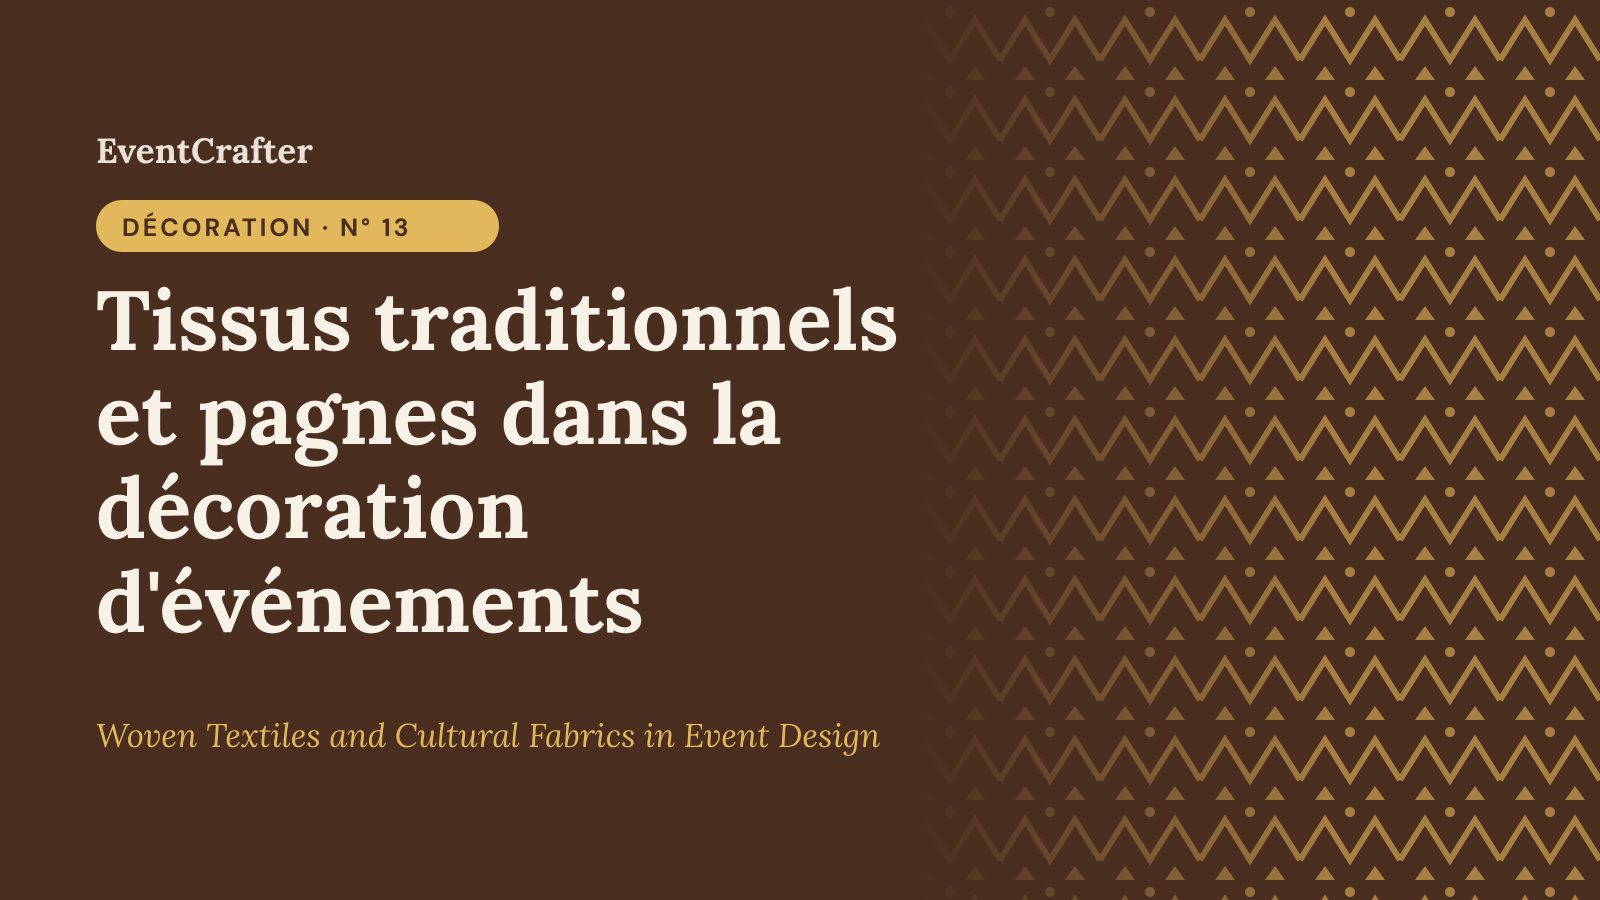 EventCrafter
DÉCORATION · N° 13
Tissus traditionnels
et pagnes dans la
décoration
d'événements
Woven Textiles and Cultural Fabrics in Event Design